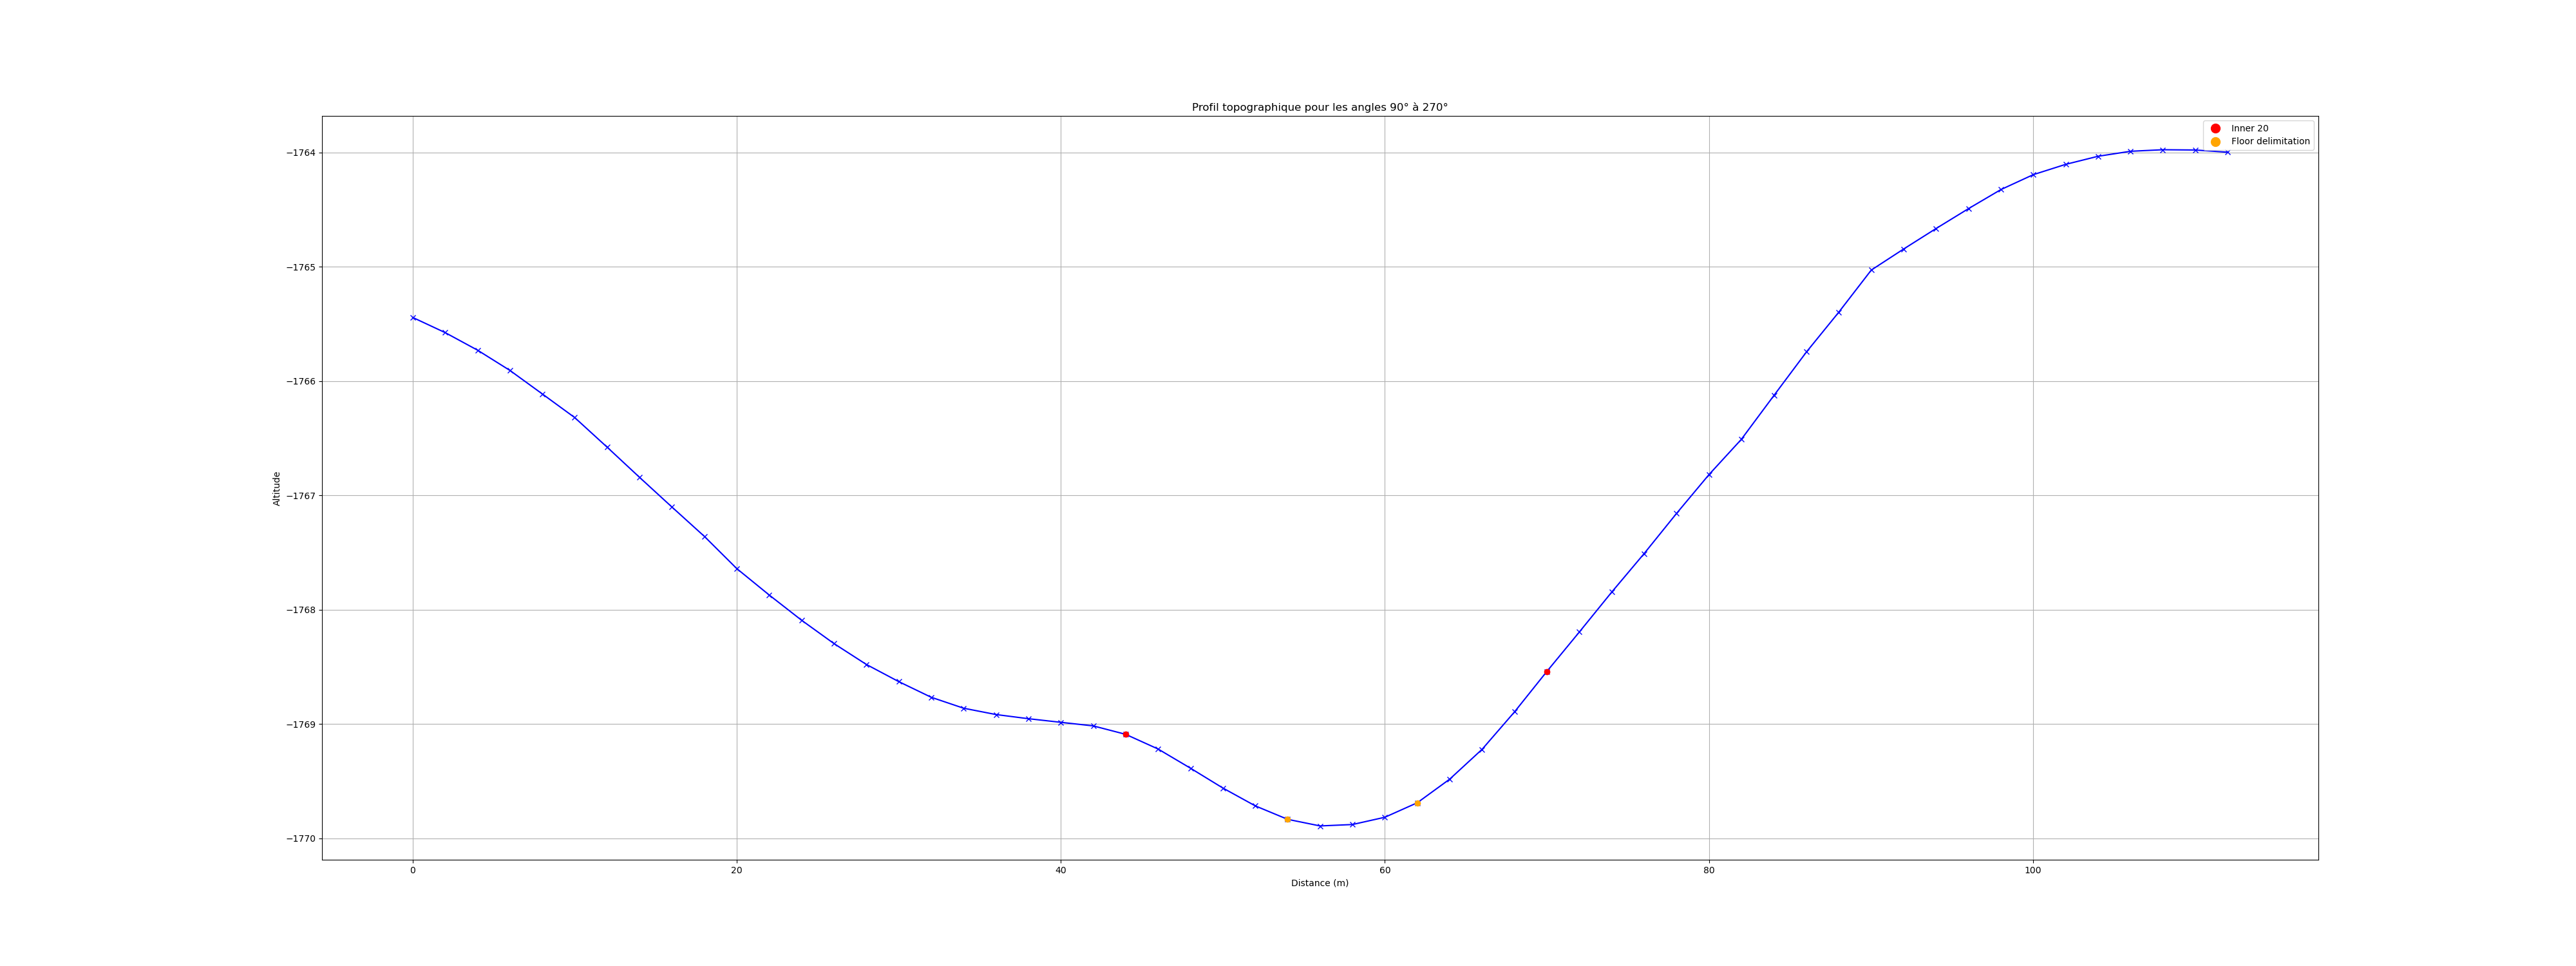 Profil topographique pour les angles 90° à 270°
Inner 20
Floor delimitation
−1764
−1765
−1766
−1767
−1768
−1769
−1770
Altitude
0 20 40 60 80 100
Distance (m)